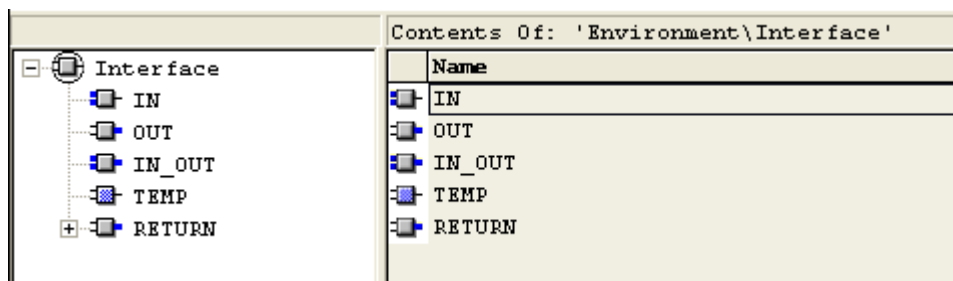 Contents Of: 'Environment\Interface'
Interface
IN
OUT
IN_OUT
TEMP
RETURN
Name
IN
OUT
IN_OUT
TEMP
RETURN